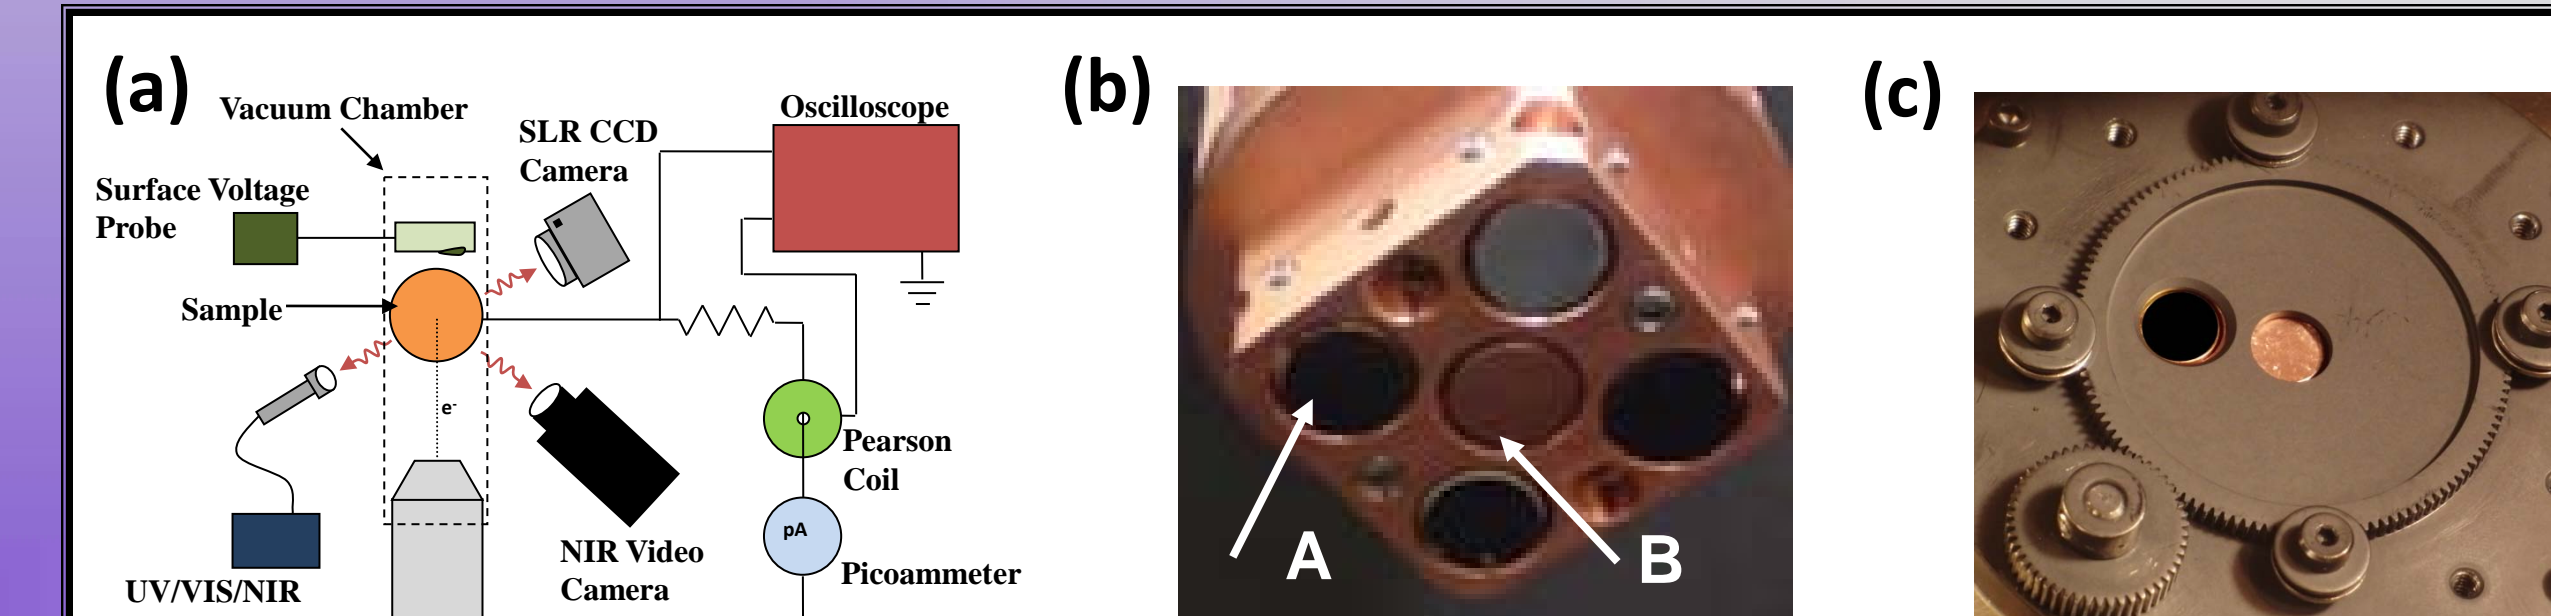 (a)
Vacuum Chamber
Surface Voltage
Probe
Sample
SLR CCD
Camera
Oscilloscope
e-
Pearson
Coil
pA
Picoammeter
NIR Video
Camera
UV/VIS/NIR
(b)
A
B
(c)